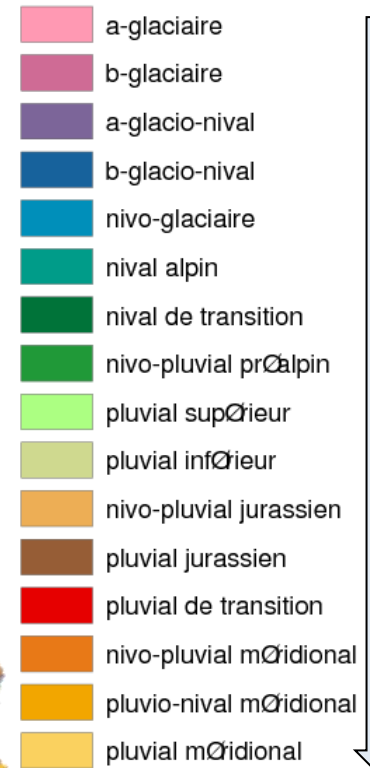 a-glaciaire
b-glaciaire
a-glacio-nival
b-glacio-nival
nivo-glaciaire
nival alpin
nival de transition
nivo-pluvial prØalpin
pluvial supØrieur
pluvial infØrieur
nivo-pluvial jurassien
pluvial jurassien
pluvial de transition
nivo-pluvial mØridional
pluvio-nival mØridional
pluvial mØridional